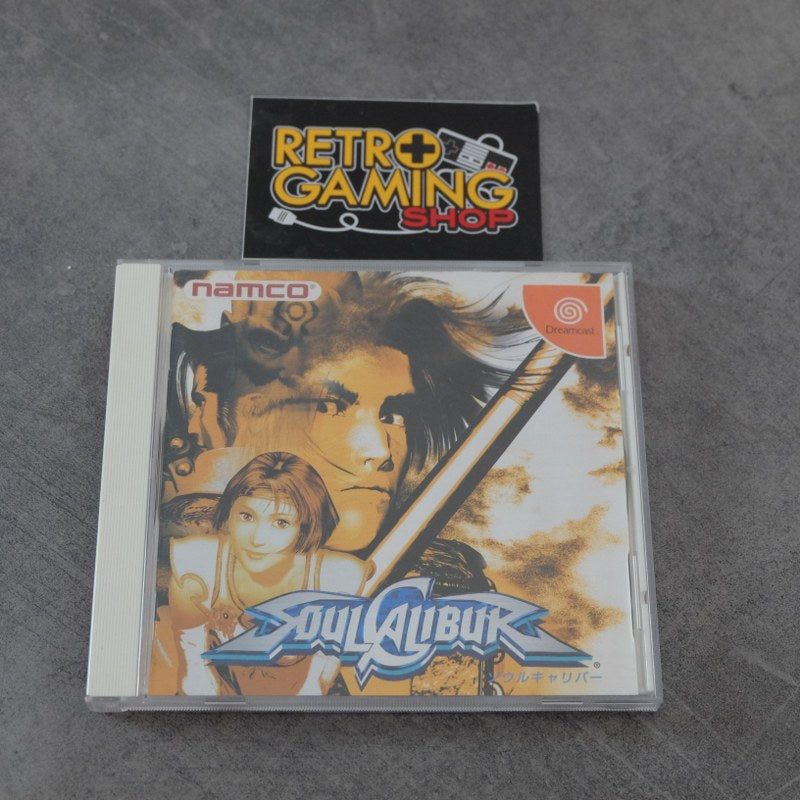 RETRO
GAMING
SHOP
namco®
Dreamcast
SOULCALIBUR
®
ソウルキャリバー